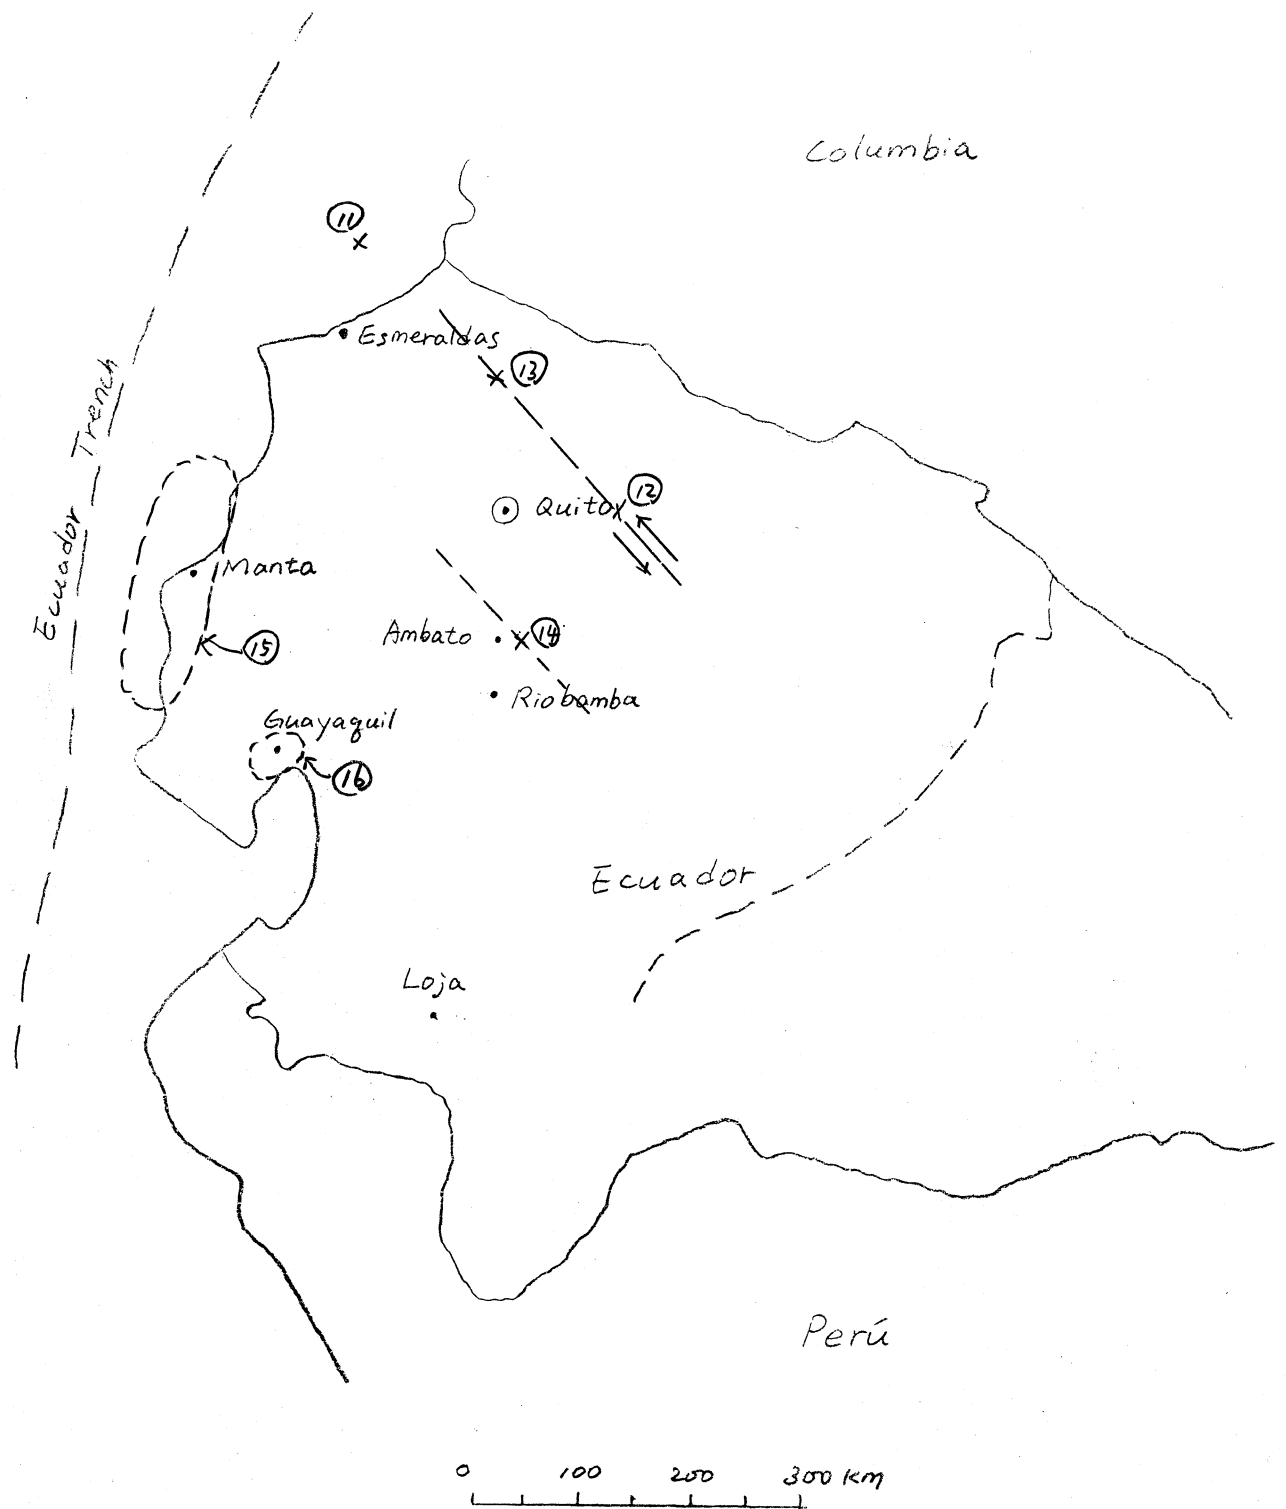 Columbia
11
Esmeraldas
13
Ecuador Trench
12
Quito
Manta
Ambato
14
15
Riobamba
Guayaquil
16
Ecuador
Loja
Perú
0 100 200 300 KM